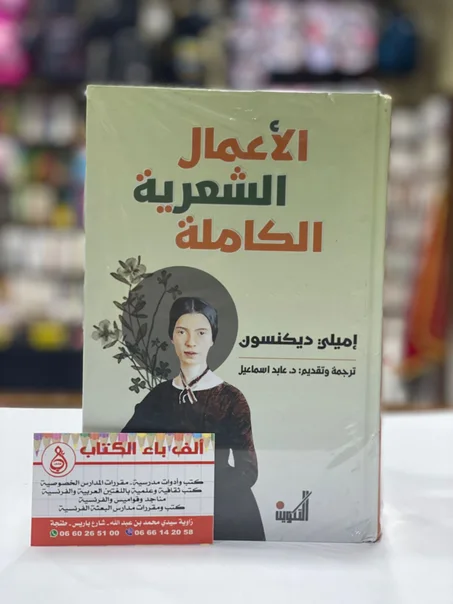 الأعمال
الشعرية
الكاملة
إميلي ديكنسون
ترجمة وتقديم: د. عابد اسماعيل
التكوين
ألف باء الكتاب
كتب وأدوات مدرسية .. مقررات المدارس الخصوصية
كتب ثقافية وعلمية باللغتين العربية والفرنسية
مناجد وقواميس والفرنسية
كتب ومقررات مدارس البعثة الفرنسية
زاوية سيدي محمد بن عبد الله.. شارع باريس. طنجة
06 60 26 51 00 06 66 14 20 58